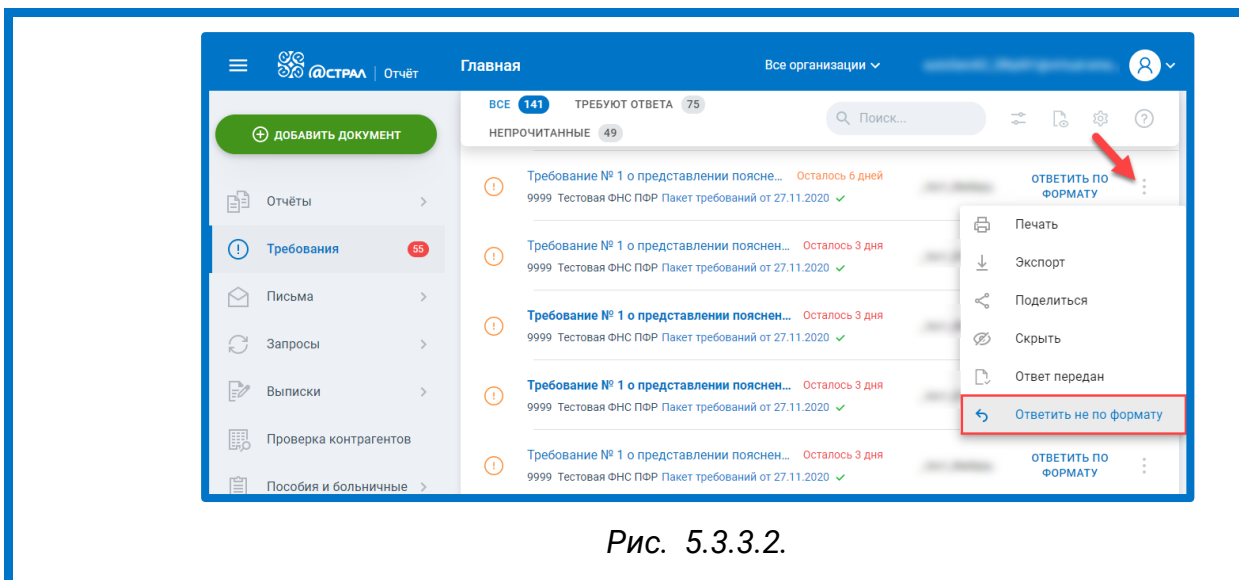 @СТРАЛ | Отчёт
Главная
Все организации
ДОБАВИТЬ ДОКУМЕНТ
Отчёты
Требования 55
Письма
Запросы
Выписки
Проверка контрагентов
Пособия и больничные
ВСЕ 141 ТРЕБУЮТ ОТВЕТА 75
НЕПРОЧИТАННЫЕ 49
Поиск...
Требование № 1 о представлении поясне... Осталось 6 дней
9999 Тестовая ФНС ПФР Пакет требований от 27.11.2020
ОТВЕТИТЬ ПО
ФОРМАТУ
Требование № 1 о представлении пояснен... Осталось 3 дня
9999 Тестовая ФНС ПФР Пакет требований от 27.11.2020
Требование № 1 о представлении пояснен... Осталось 3 дня
9999 Тестовая ФНС ПФР Пакет требований от 27.11.2020
Требование № 1 о представлении пояснен... Осталось 3 дня
9999 Тестовая ФНС ПФР Пакет требований от 27.11.2020
Требование № 1 о представлении пояснен... Осталось 3 дня
9999 Тестовая ФНС ПФР Пакет требований от 27.11.2020
ОТВЕТИТЬ ПО
ФОРМАТУ
Печать
Экспорт
Поделиться
Скрыть
Ответ передан
Ответить не по формату
Рис. 5.3.3.2.